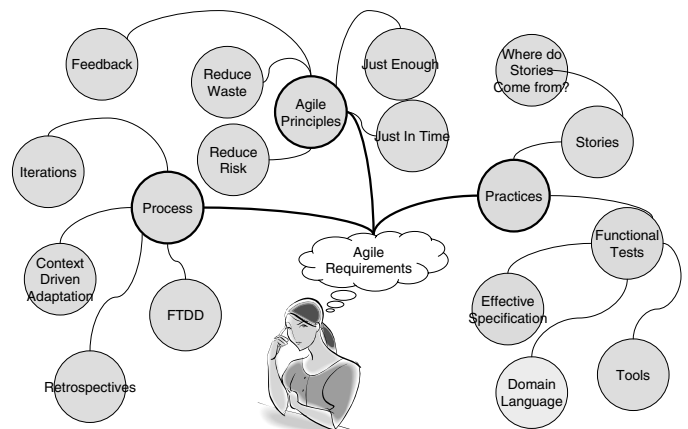 Feedback
Reduce
Waste
Agile
Principles
Just Enough
Where do
Stories
Come from?
Reduce
Risk
Just In Time
Stories
Iterations
Process
Practices
Agile
Requirements
Functional
Tests
Context
Driven
Adaptation
FTDD
Effective
Specification
Retrospectives
Domain
Language
Tools